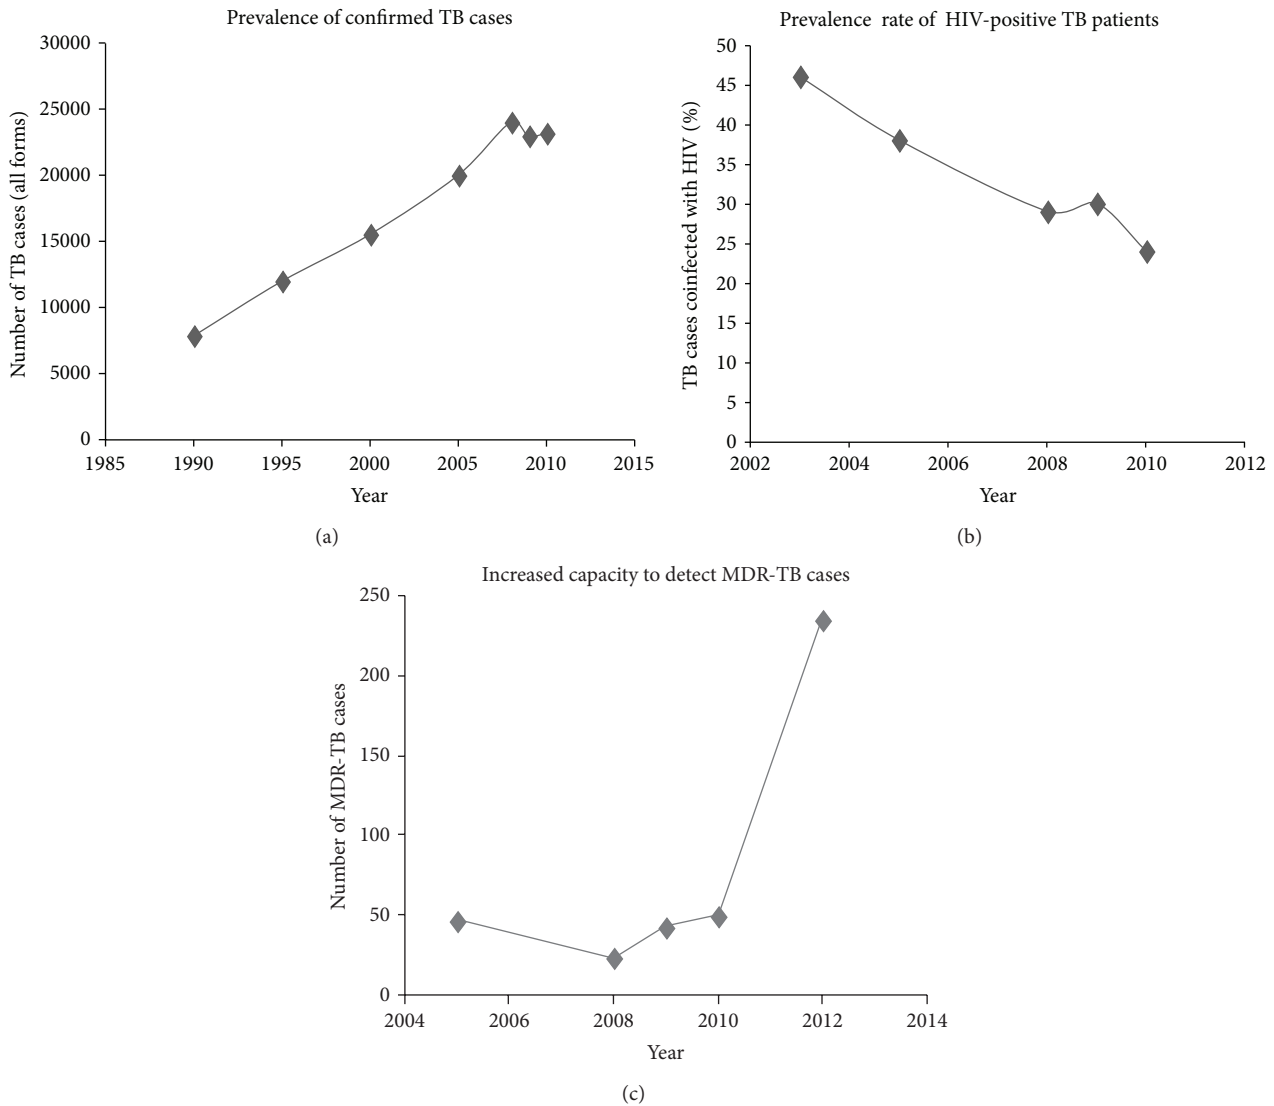 Prevalence of confirmed TB cases
30000
25000
20000
15000
10000
5000
0
Number of TB cases (all forms)
1985 1990 1995 2000 2005 2010 2015
Year
(a)
Prevalence rate of HIV-positive TB patients
50
45
40
35
30
25
20
15
10
5
0
TB cases coinfected with HIV (%)
2002 2004 2006 2008 2010 2012
Year
(b)
Increased capacity to detect MDR-TB cases
250
200
150
100
50
0
Number of MDR-TB cases
2004 2006 2008 2010 2012 2014
Year
(c)